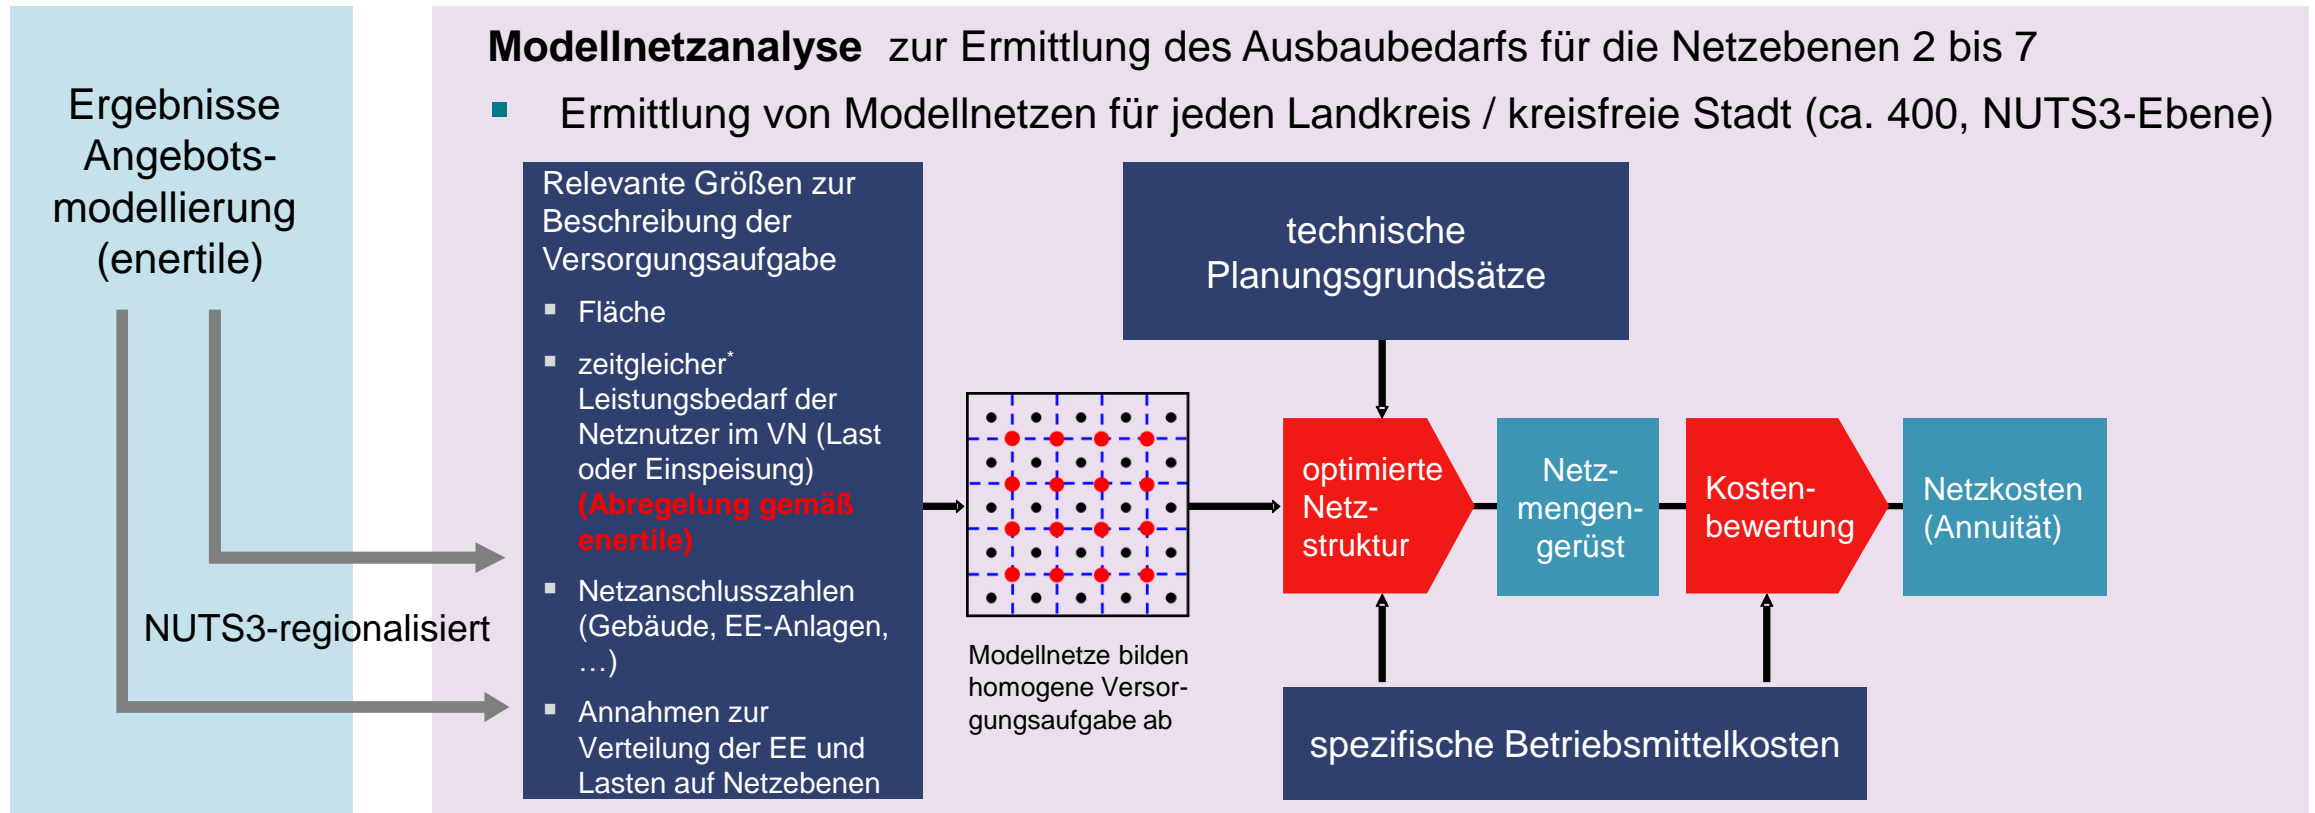 Ergebnisse
Angebots-
modellierung
(enertile)
NUTS3-regionalisiert
Modellnetzanalyse zur Ermittlung des Ausbaubedarfs für die Netzebenen 2 bis 7
▪ Ermittlung von Modellnetzen für jeden Landkreis / kreisfreie Stadt (ca. 400, NUTS3-Ebene)
Relevante Größen zur
Beschreibung der
Versorgungsaufgabe
▪ Fläche
▪ zeitgleicher*
Leistungsbedarf der
Netznutzer im VN (Last
oder Einspeisung)
(Abregelung gemäß
enertile)
▪ Netzanschlusszahlen
(Gebäude, EE-Anlagen,
…)
▪ Annahmen zur
Verteilung der EE und
Lasten auf Netzebenen
Modellnetze bilden
homogene Versor-
gungsaufgabe ab
technische
Planungsgrundsätze
optimierte
Netz-
struktur
Netz-
mengen-
gerüst
Kosten-
bewertung
Netzkosten
(Annuität)
spezifische Betriebsmittelkosten